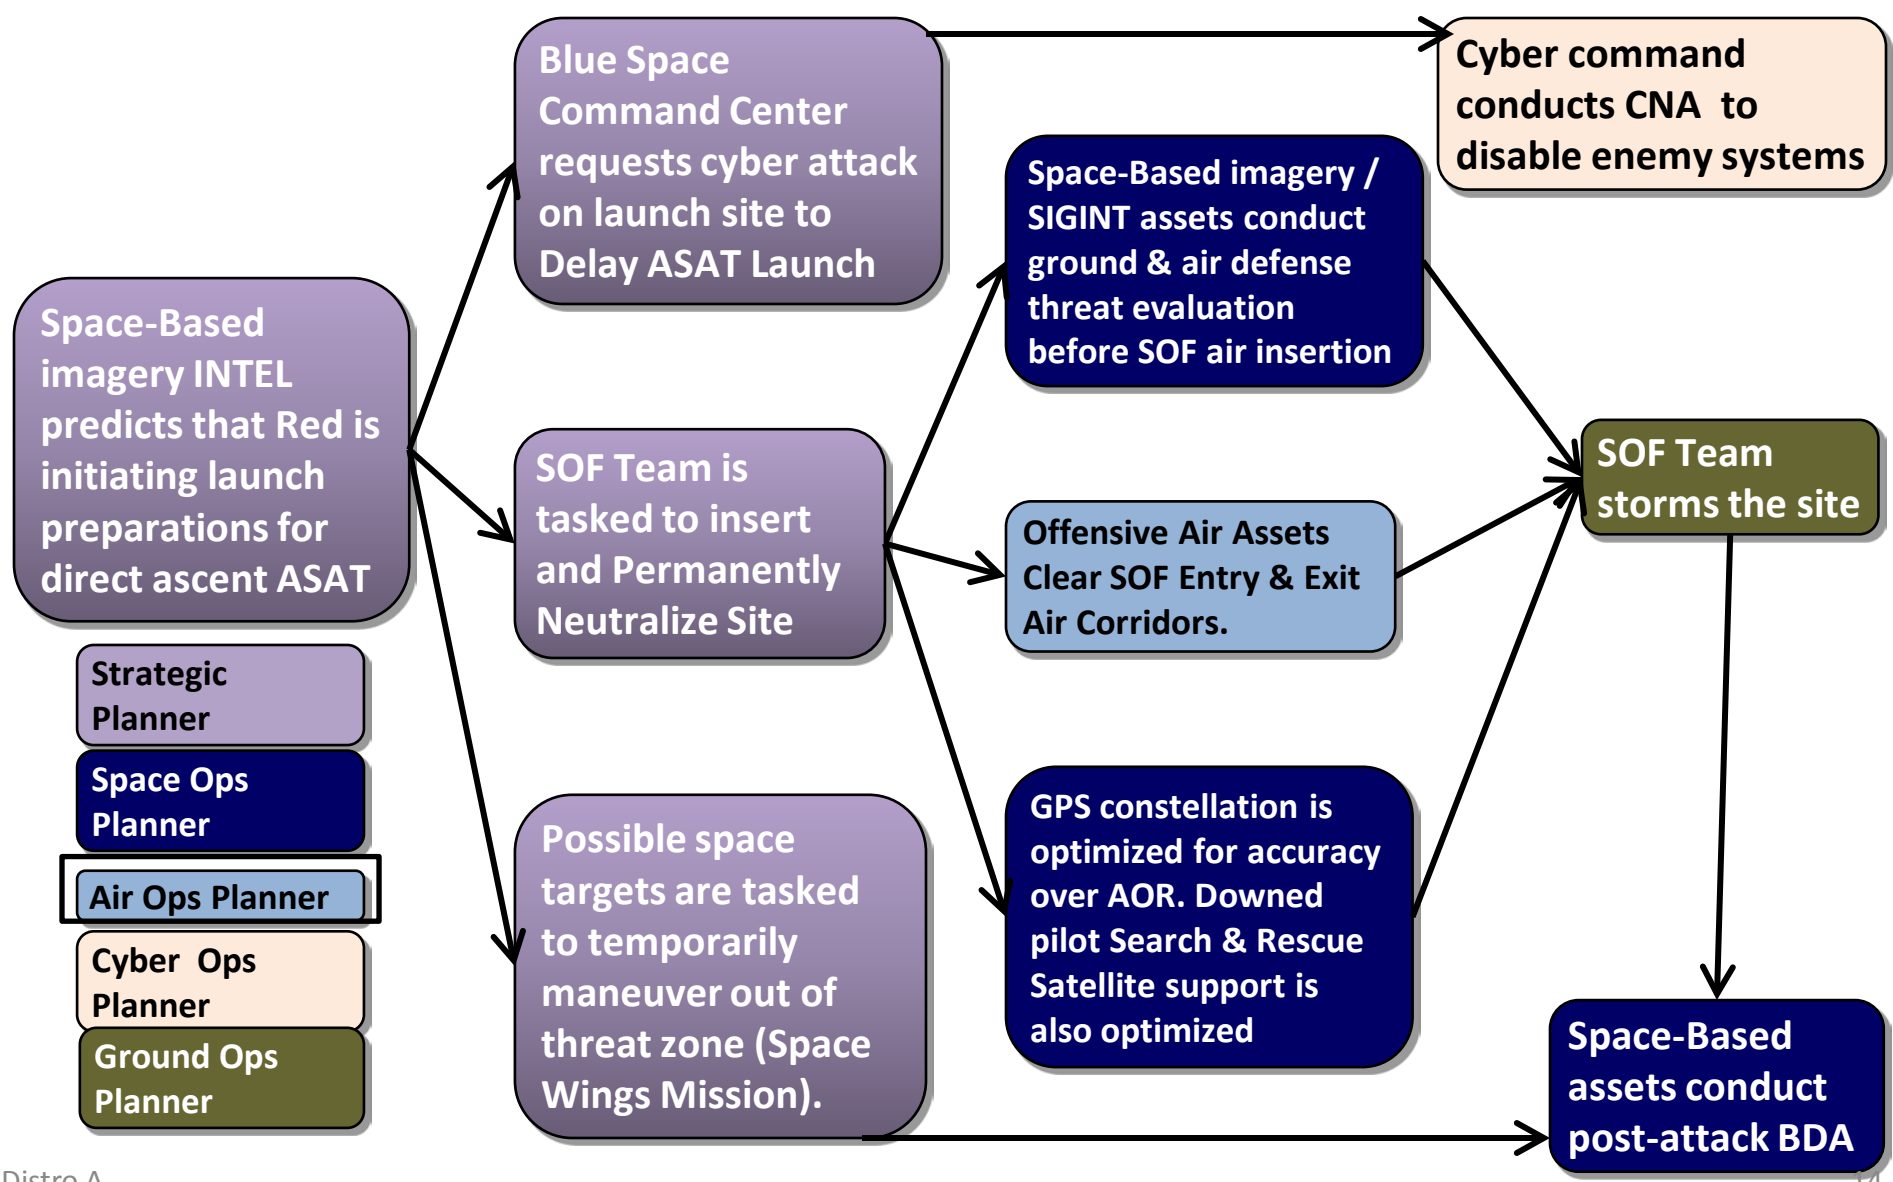 Blue Space
Command Center
requests cyber attack
on launch site to
Delay ASAT Launch
Cyber command
conducts CNA to
disable enemy systems
Space-Based imagery /
SIGINT assets conduct
ground & air defense
threat evaluation
before SOF air insertion
Space-Based
imagery INTEL
predicts that Red is
initiating launch
preparations for
direct ascent ASAT
SOF Team is
tasked to insert
and Permanently
Neutralize Site
Offensive Air Assets
Clear SOF Entry & Exit
Air Corridors.
SOF Team
storms the site
Strategic
Planner
Space Ops
Planner
Air Ops Planner
Cyber Ops
Planner
Ground Ops
Planner
Possible space
targets are tasked
to temporarily
maneuver out of
threat zone (Space
Wings Mission).
GPS constellation is
optimized for accuracy
over AOR. Downed
pilot Search & Rescue
Satellite support is
also optimized
Space-Based
assets conduct
post-attack BDA
Distro A